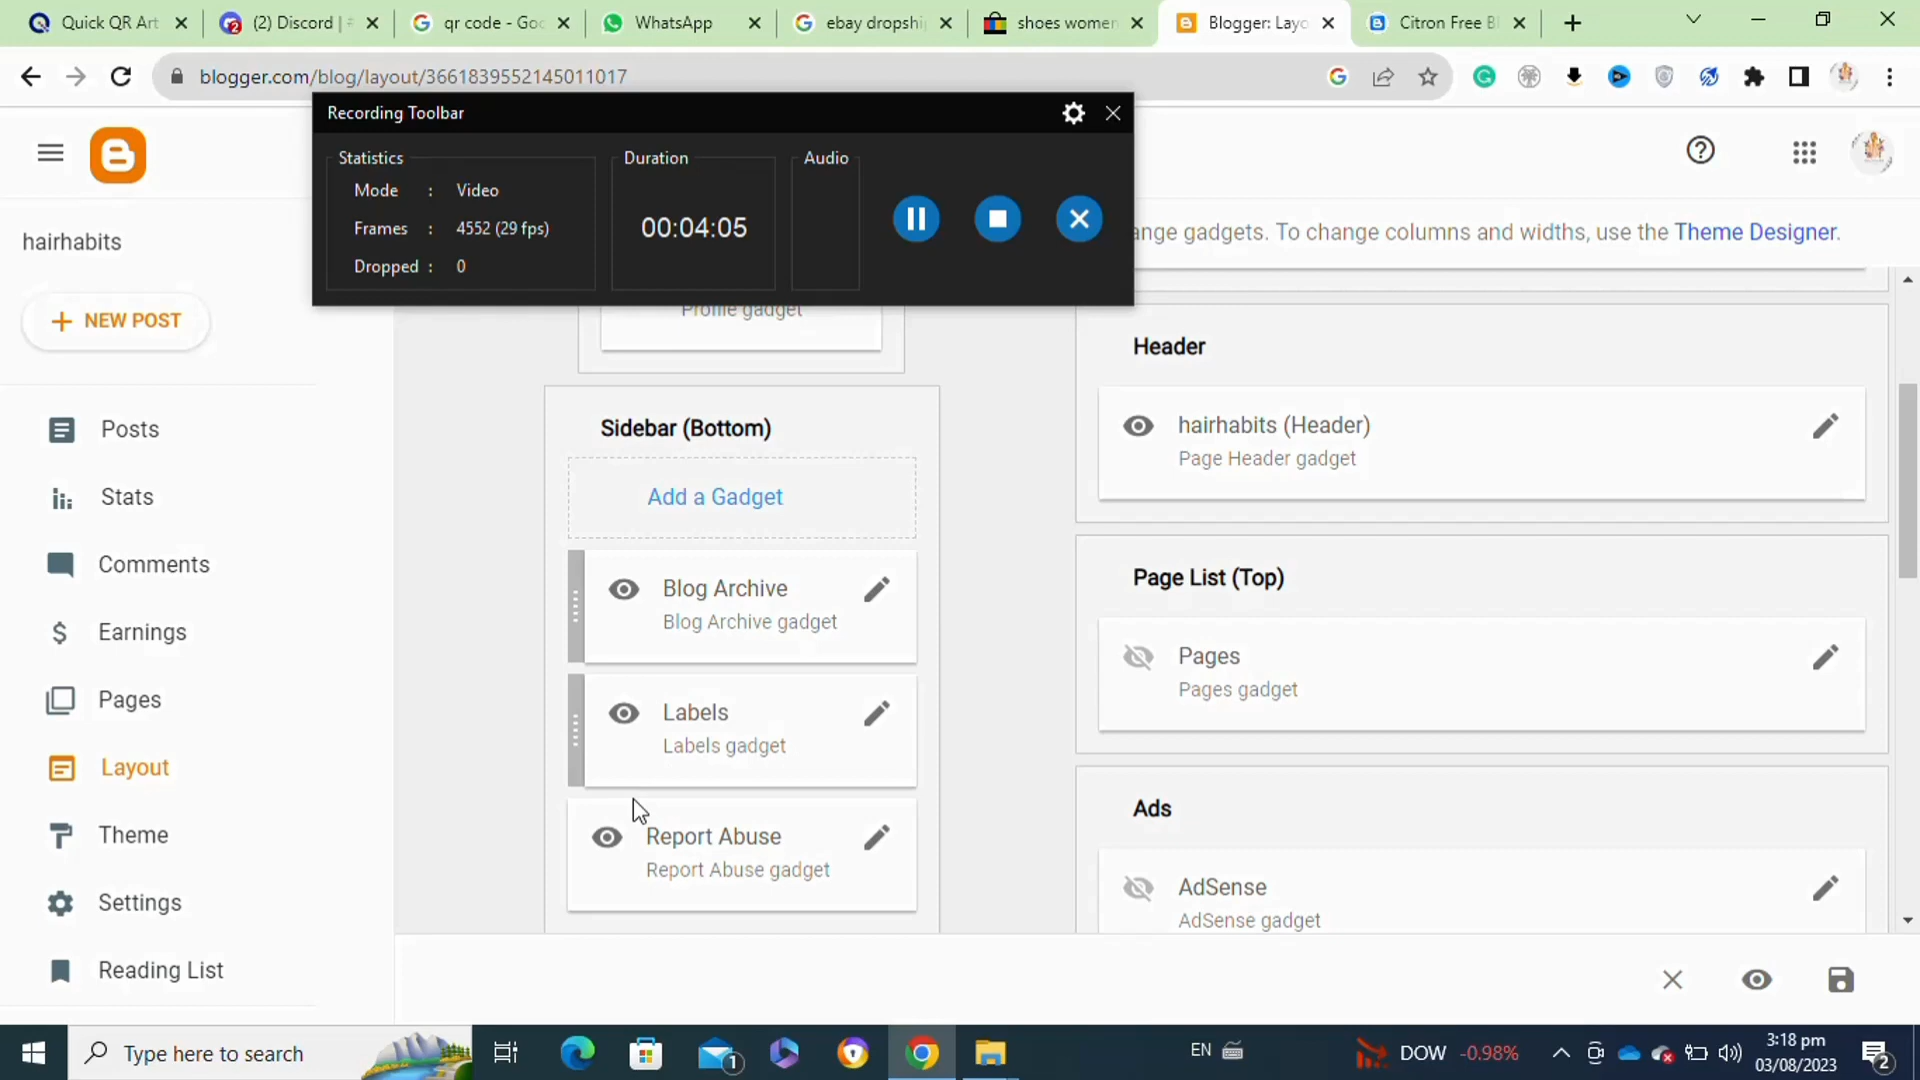 Quick QR Art
(2) Discord | #
qr code - Goo
WhatsApp
ebay dropshi
shoes women
Blogger: Layo
Citron Free B
blogger.com/blog/layout/3661839552145011017
Recording Toolbar
Statistics
Mode : Video
Frames : 4552 (29 fps)
Dropped : 0
Duration
00:04:05
Audio
ange gadgets. To change columns and widths, use the Theme Designer.
hairhabits
NEW POST
Posts
Stats
Comments
Earnings
Pages
Layout
Theme
Settings
Reading List
Profile gadget
Sidebar (Bottom)
Add a Gadget
Blog Archive
Blog Archive gadget
Labels
Labels gadget
Report Abuse
Report Abuse gadget
Header
hairhabits (Header)
Page Header gadget
Page List (Top)
Pages
Pages gadget
Ads
AdSense
AdSense gadget
Type here to search
1
EN
DOW -0.98%
3:18 pm
03/08/2023
2